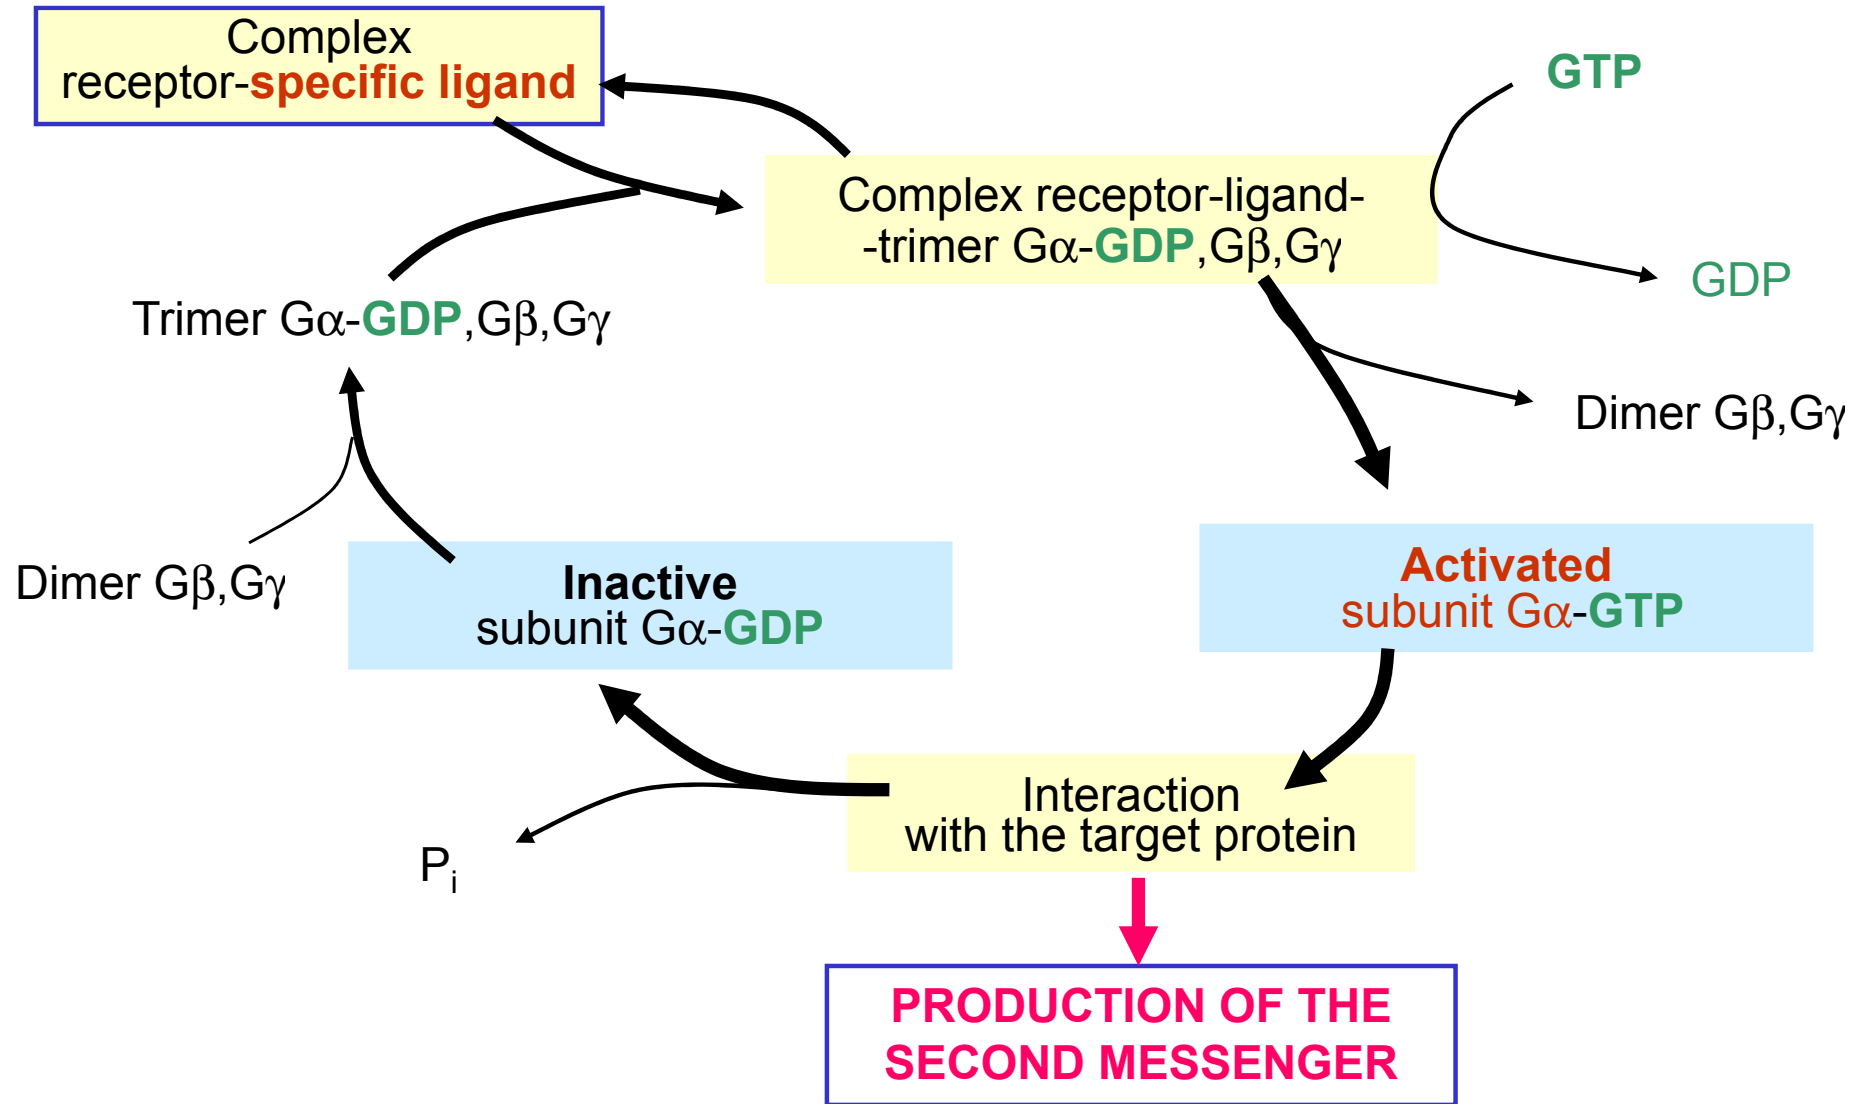 Complex
receptor-specific ligand
GTP
Complex receptor-ligand-
-trimer Gα-GDP,Gβ,Gγ
GDP
Trimer Gα-GDP,Gβ,Gγ
Dimer Gβ,Gγ
Dimer Gβ,Gγ
Inactive
subunit Gα-GDP
Activated
subunit Gα-GTP
Interaction
with the target protein
Pi
PRODUCTION OF THE
SECOND MESSENGER